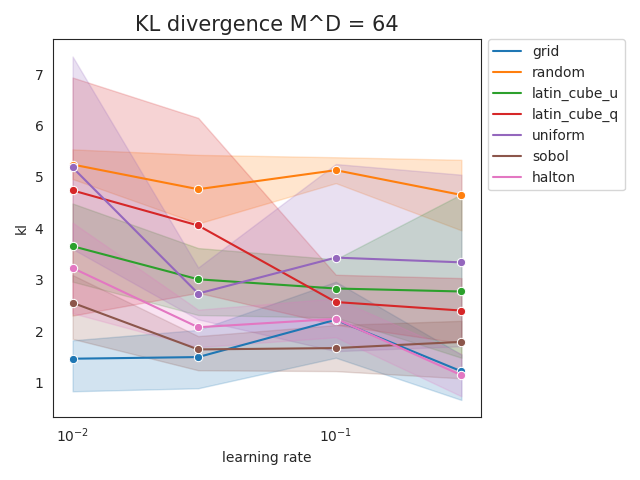 KL divergence M^D = 64
kl
7
6
5
4
3
2
1
10⁻²
10⁻¹
learning rate
grid
random
latin_cube_u
latin_cube_q
uniform
sobol
halton